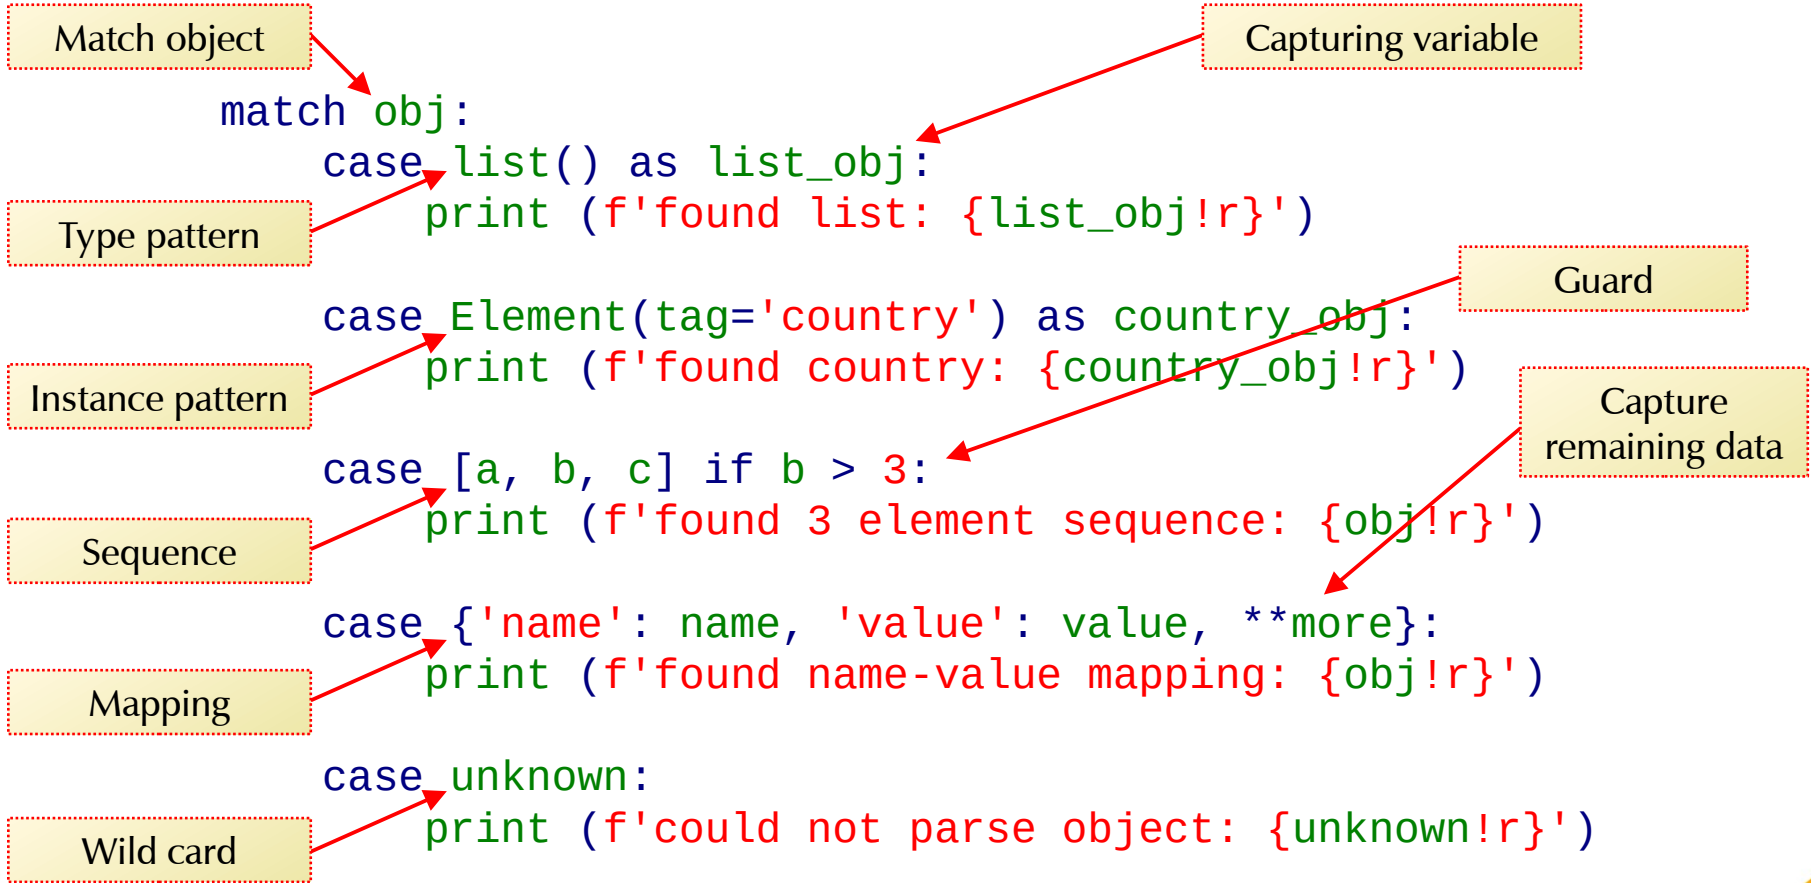 Match object
Capturing variable
match obj:
case list() as list_obj:
Type pattern
print (f'found list: {list_obj!r}')
Guard
case Element(tag='country') as country_obj:
Instance pattern
print (f'found country: {country_obj!r}')
Capture
remaining data
case [a, b, c] if b > 3:
Sequence
print (f'found 3 element sequence: {obj!r}')
case {'name': name, 'value': value, **more}:
Mapping
print (f'found name-value mapping: {obj!r}')
case unknown:
Wild card
print (f'could not parse object: {unknown!r}')